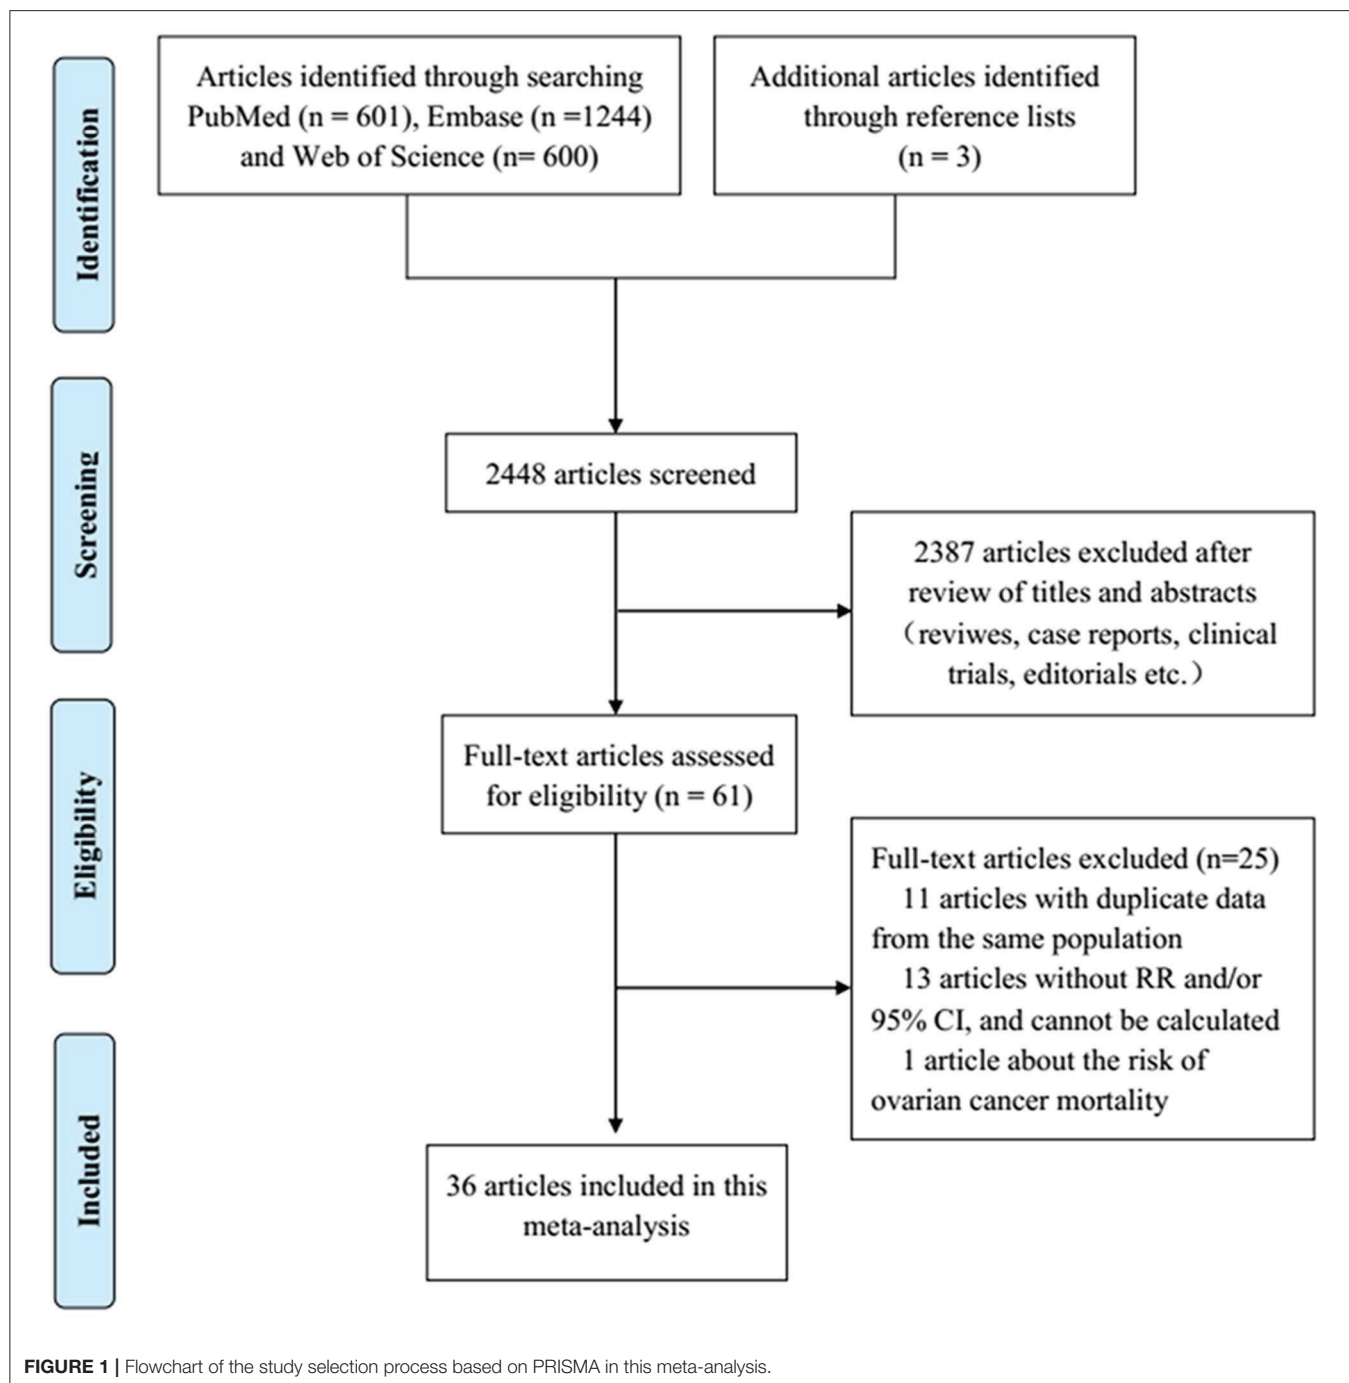 Identification
Articles identified through searching
PubMed (n = 601), Embase (n =1244)
and Web of Science (n= 600)
Additional articles identified
through reference lists
(n = 3)
Screening
2448 articles screened
2387 articles excluded after
review of titles and abstracts
（reviwes, case reports, clinical
trials, editorials etc.）
Eligibility
Full-text articles assessed
for eligibility (n = 61)
Full-text articles excluded (n=25)
11 articles with duplicate data
from the same population
13 articles without RR and/or
95% CI, and cannot be calculated
1 article about the risk of
ovarian cancer mortality
Included
36 articles included in this
meta-analysis
FIGURE 1 | Flowchart of the study selection process based on PRISMA in this meta-analysis.